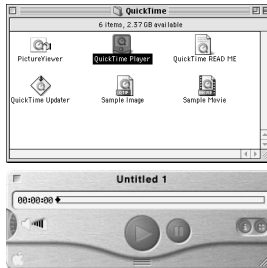 QuickTime
6 items, 2.37 GB available
PictureViewer
QuickTime Player
QuickTime READ ME
QuickTime Updater
Sample Image
Sample Movie
Untitled 1
00:00:00